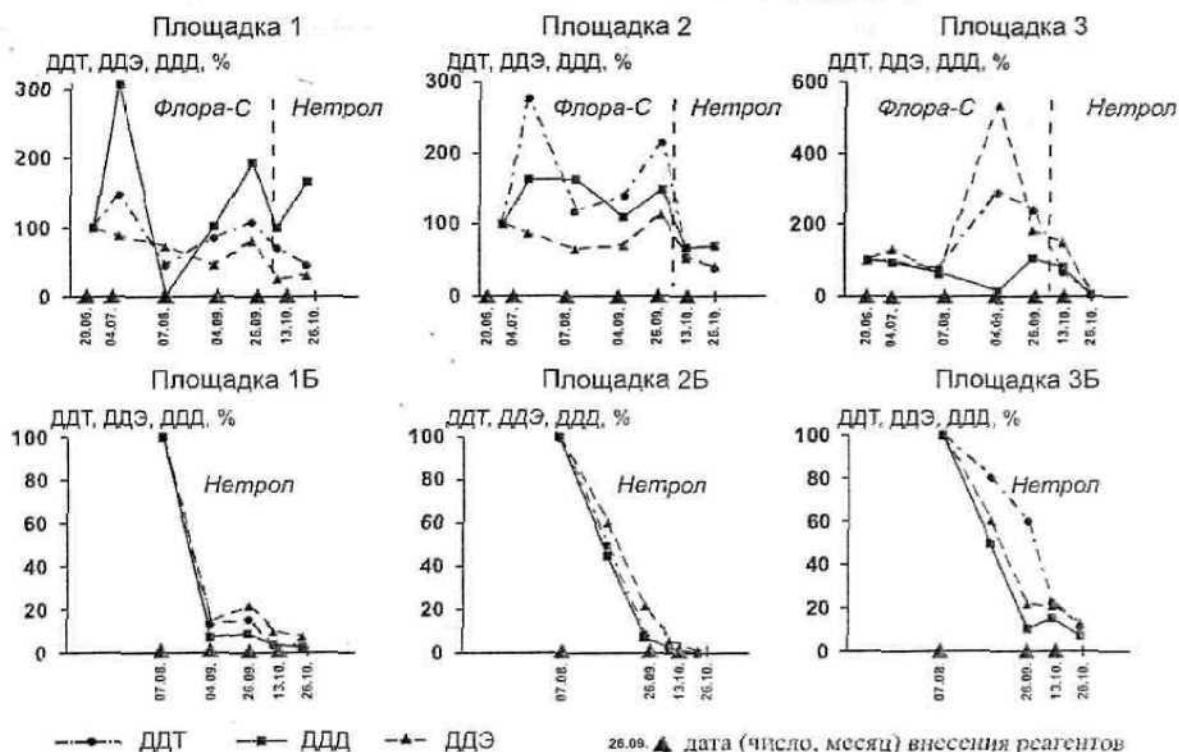 Площадка 1
ДДТ, ДДЭ, ДДД, %
Флора-С
Нетрол
300
200
100
0
20.06.
04.07.
07.08.
04.09.
26.09.
13.10.
26.10.
Площадка 2
ДДТ, ДДЭ, ДДД, %
Флора-С
Нетрол
300
200
100
0
20.06.
04.07.
07.08.
04.09.
26.09.
13.10.
26.10.
Площадка 3
ДДТ, ДДЭ, ДДД, %
Флора-С
Нетрол
600
400
200
0
20.06.
04.07.
07.08.
04.09.
26.09.
13.10.
26.10.
Площадка 1Б
ДДТ, ДДЭ, ДДД, %
Нетрол
100
80
60
40
20
0
07.08.
04.09.
26.09.
13.10.
26.10.
Площадка 2Б
ДДТ, ДДЭ, ДДД, %
Нетрол
100
80
60
40
20
0
07.08.
26.09.
13.10.
26.10.
Площадка 3Б
ДДТ, ДДЭ, ДДД, %
Нетрол
100
80
60
40
20
0
07.08
26.09.
13.10.
26.10.
ДДТ ДДД ДДЭ 26.09. дата (число, месяц) внесения реагентов